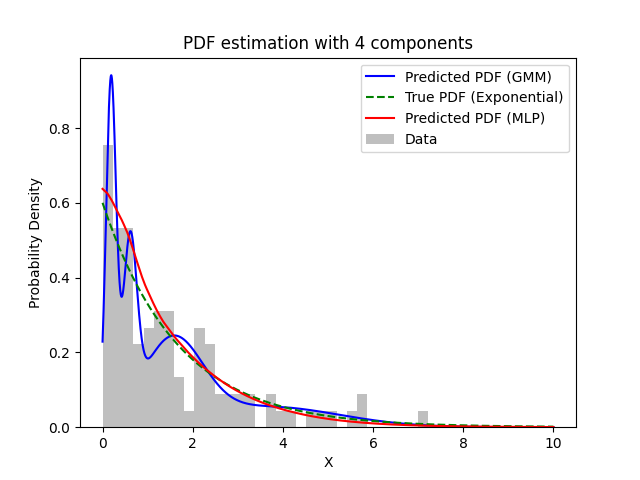 PDF estimation with 4 components
Predicted PDF (GMM)
True PDF (Exponential)
Predicted PDF (MLP)
Data
Probability Density
0.8
0.6
0.4
0.2
0.0
0
2
4
6
8
10
X